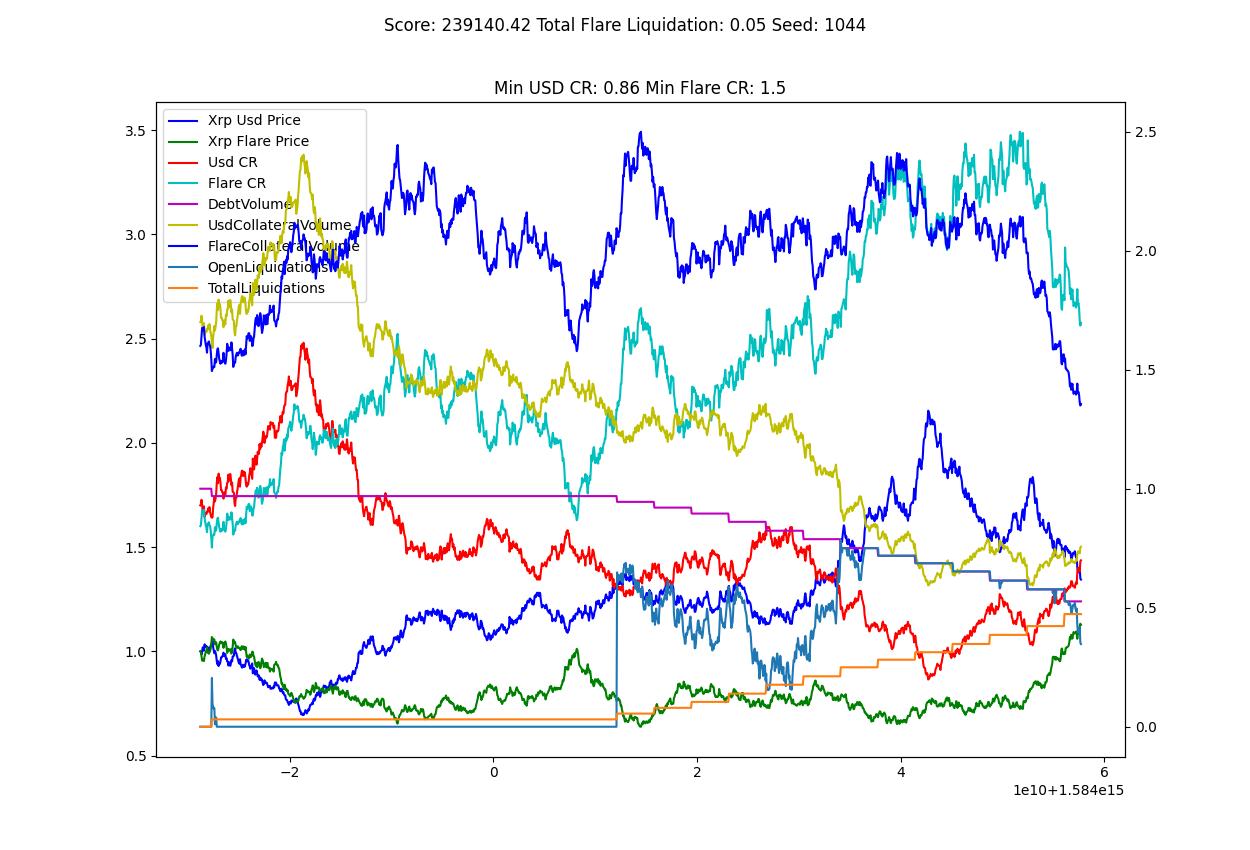 Score: 239140.42 Total Flare Liquidation: 0.05 Seed: 1044
Min USD CR: 0.86 Min Flare CR: 1.5
Xrp Usd Price
Xrp Flare Price
Usd CR
Flare CR
DebtVolume
UsdCollateralVolume
FlareCollateralVolume
OpenLiquidations
TotalLiquidations
3.5
3.0
2.5
2.0
1.5
1.0
0.5
2.5
2.0
1.5
1.0
0.5
0.0
−2
0
2
4
6
1e10+1.584e15